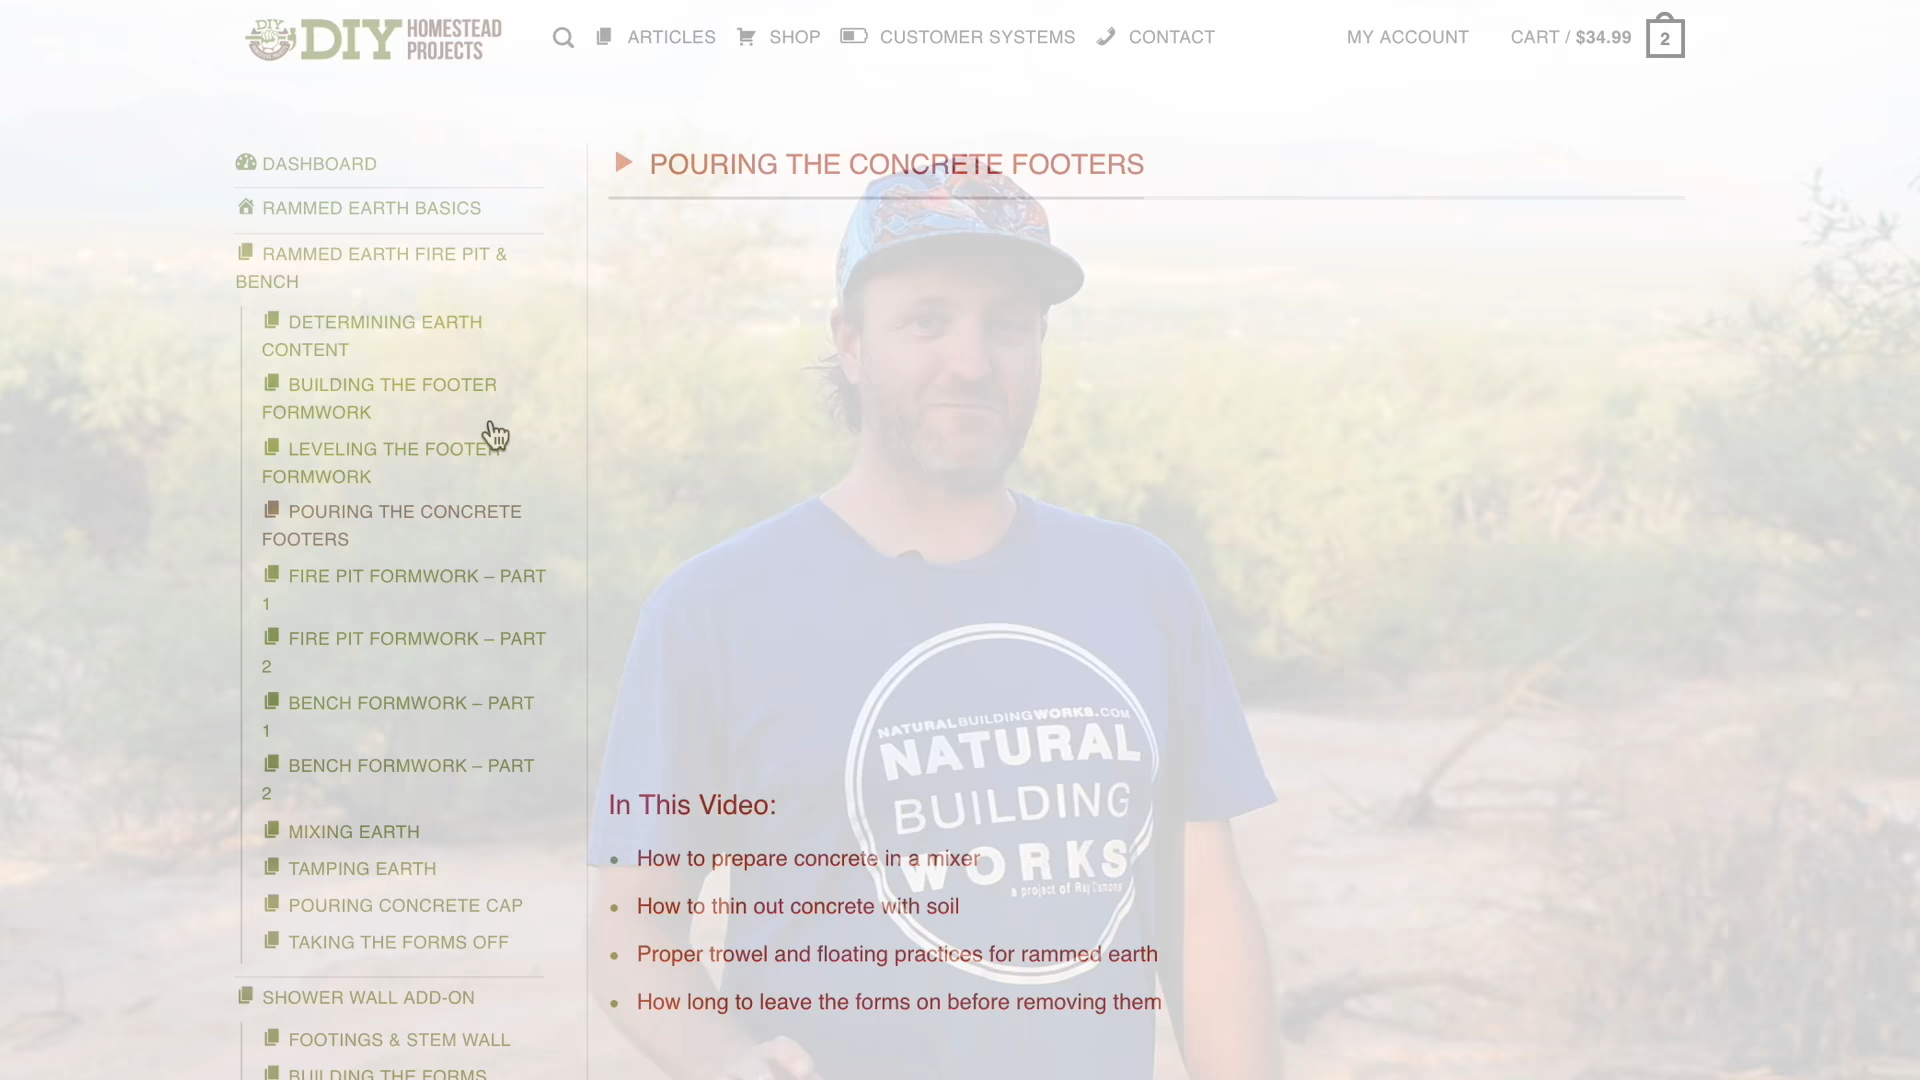 DIY HOMESTEAD PROJECTS
ARTICLES
SHOP
CUSTOMER SYSTEMS
CONTACT
MY ACCOUNT
CART / $34.99
2
DASHBOARD
RAMMED EARTH BASICS
RAMMED EARTH FIRE PIT &
BENCH
DETERMINING EARTH
CONTENT
BUILDING THE FOOTER
FORMWORK
LEVELING THE FOOTER
FORMWORK
POURING THE CONCRETE
FOOTERS
FIRE PIT FORMWORK – PART
1
FIRE PIT FORMWORK – PART
2
BENCH FORMWORK – PART
1
BENCH FORMWORK – PART
2
MIXING EARTH
TAMPING EARTH
POURING CONCRETE CAP
TAKING THE FORMS OFF
SHOWER WALL ADD-ON
FOOTINGS & STEM WALL
BUILDING THE FORMS
POURING THE CONCRETE FOOTERS
In This Video:
How to prepare concrete in a mixer
How to thin out concrete with soil
Proper trowel and floating practices for rammed earth
How long to leave the forms on before removing them
NATURALBUILDINGWORKS.COM
NATURAL
BUILDING
WORKS
a project of Ray